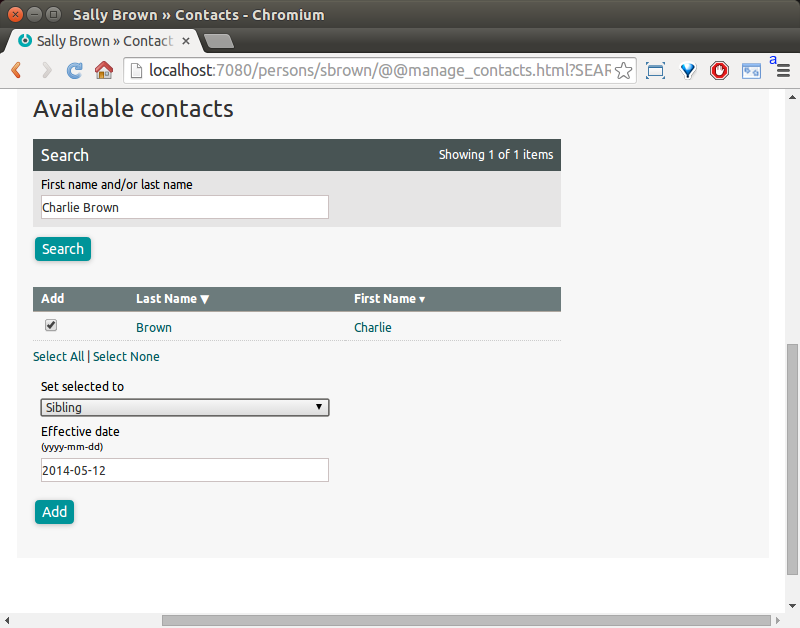 Sally Brown » Contacts - Chromium
Sally Brown » Contact
localhost:7080/persons/sbrown/@@manage_contacts.html?SEAR
a
Available contacts
Search Showing 1 of 1 items
First name and/or last name
Charlie Brown
Search
Add Last Name ▼ First Name ▾
Brown Charlie
Select All | Select None
Set selected to
Sibling
Effective date
(yyyy-mm-dd)
2014-05-12
Add